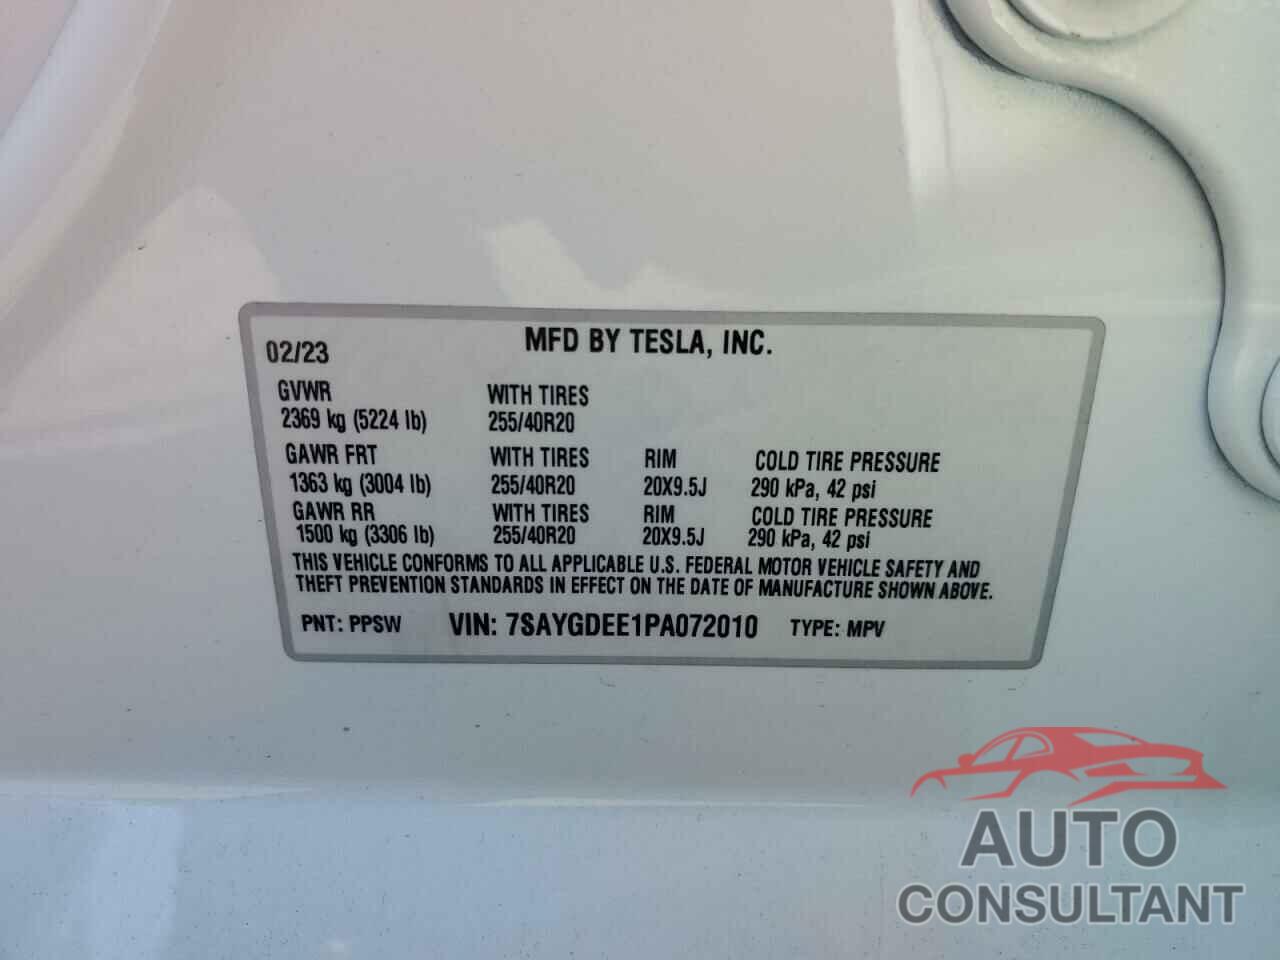 MFD BY TESLA, INC.
02/23
GVWR WITH TIRES
2369 kg (5224 lb) 255/40R20
GAWR FRT WITH TIRES RIM COLD TIRE PRESSURE
1363 kg (3004 lb) 255/40R20 20X9.5J 290 kPa, 42 psi
GAWR RR WITH TIRES RIM COLD TIRE PRESSURE
1500 kg (3306 lb) 255/40R20 20X9.5J 290 kPa, 42 psi
THIS VEHICLE CONFORMS TO ALL APPLICABLE U.S. FEDERAL MOTOR VEHICLE SAFETY AND
THEFT PREVENTION STANDARDS IN EFFECT ON THE DATE OF MANUFACTURE SHOWN ABOVE.
PNT: PPSW VIN: 7SAYGDEE1PA072010 TYPE: MPV
AUTO
CONSULTANT